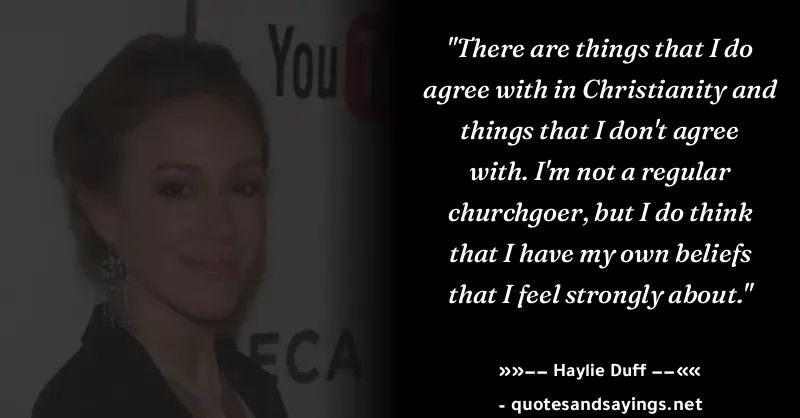 You
ECA
"There are things that I do
agree with in Christianity and
things that I don't agree
with. I'm not a regular
churchgoer, but I do think
that I have my own beliefs
that I feel strongly about."
»»–– Haylie Duff ––««
- quotesandsayings.net